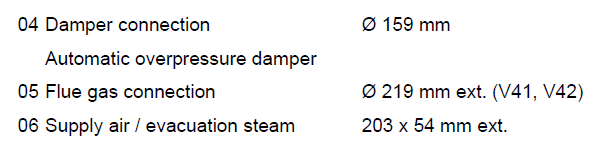 04 Damper connection Ø 159 mm
Automatic overpressure damper
05 Flue gas connection Ø 219 mm ext. (V41, V42)
06 Supply air / evacuation steam 203 x 54 mm ext.